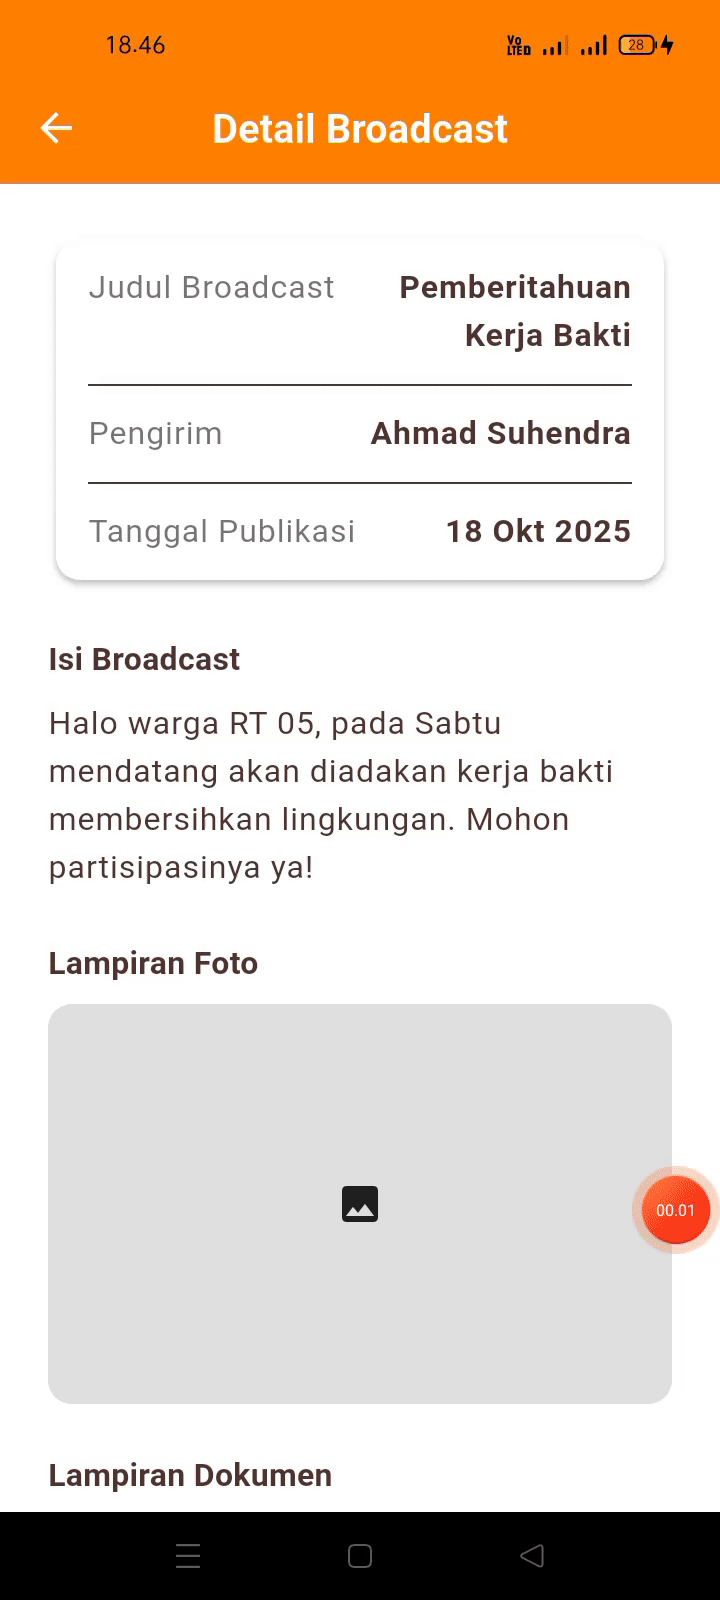 18.46
Vo
LTED
28
Detail Broadcast
Judul Broadcast
Pemberitahuan
Kerja Bakti
Pengirim
Ahmad Suhendra
Tanggal Publikasi
18 Okt 2025
Isi Broadcast
Halo warga RT 05, pada Sabtu
mendatang akan diadakan kerja bakti
membersihkan lingkungan. Mohon
partisipasinya ya!
Lampiran Foto
00.01
Lampiran Dokumen